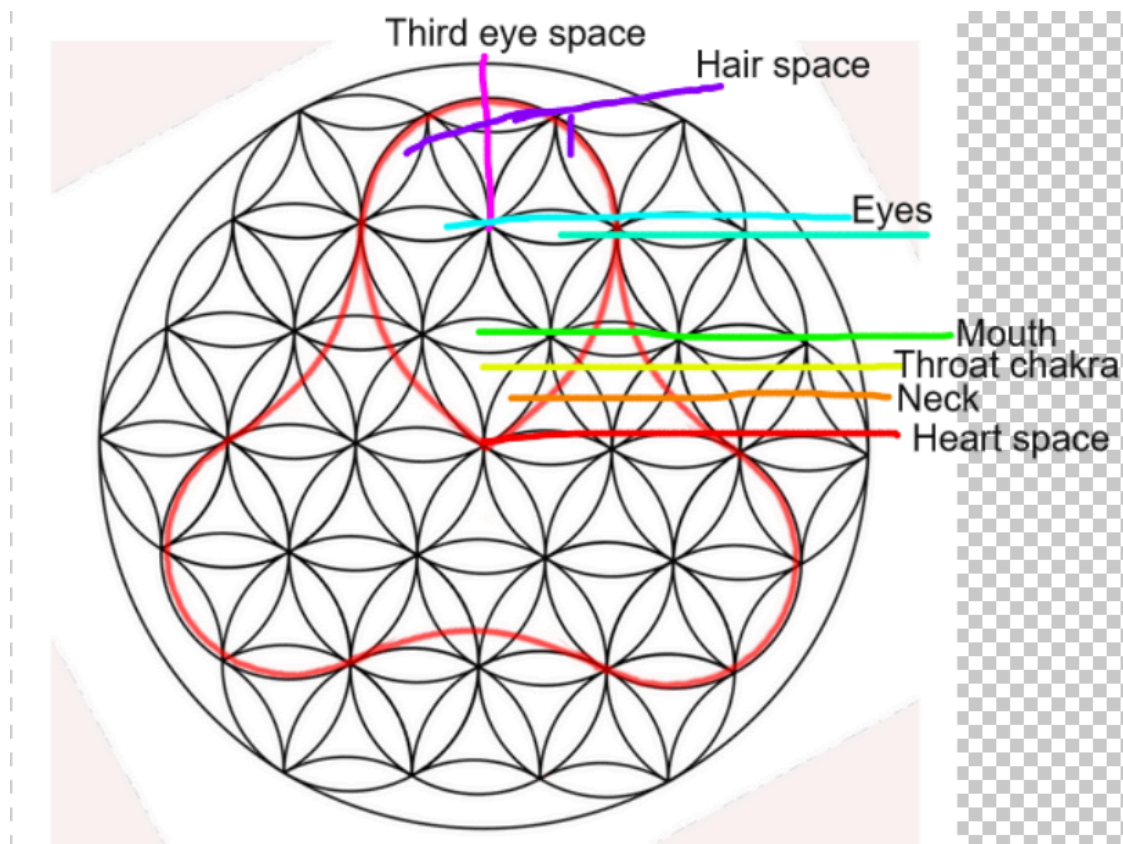 Third eye space
Hair space
Eyes
Mouth
Throat chakra
Neck
Heart space